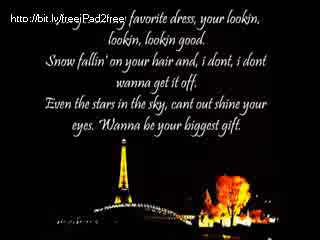 http://bit.ly/freeiPad2free
favorite dress, your lookin,
lookin, lookin good.
Snow fallin' on your hair and, i dont, i dont
wanna get it off.
Even the stars in the sky, cant out shine your
eyes. Wanna be your biggest gift.